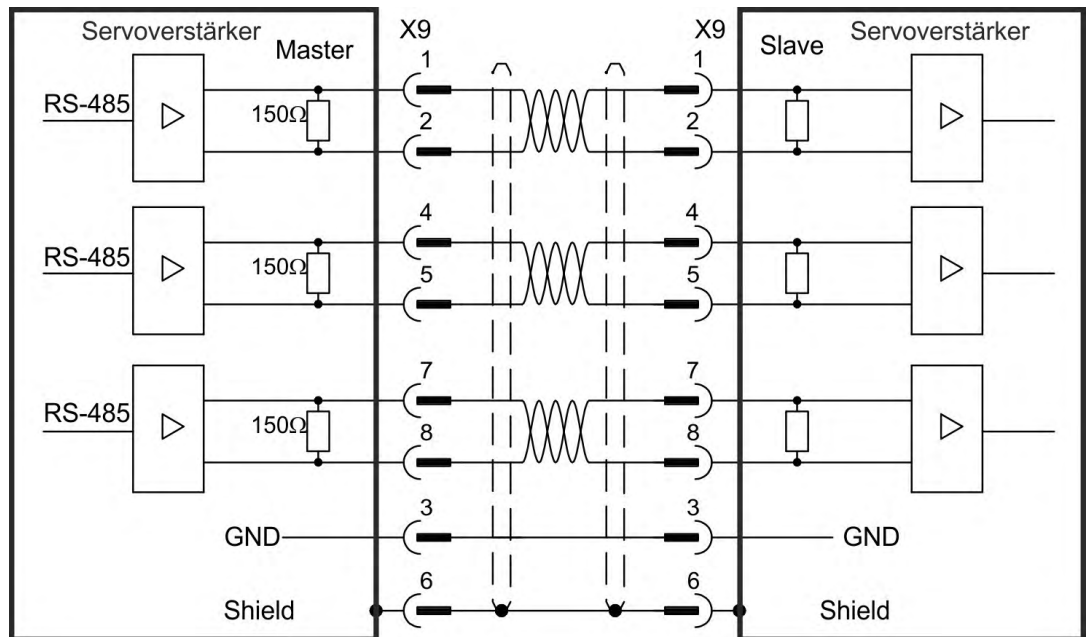 Servoverstärker
Master
X9
X9
Slave
Servoverstärker
1
1
RS-485
150Ω
2
2
4
4
RS-485
150Ω
5
5
7
7
RS-485
150Ω
8
8
3
3
GND
GND
6
6
Shield
Shield